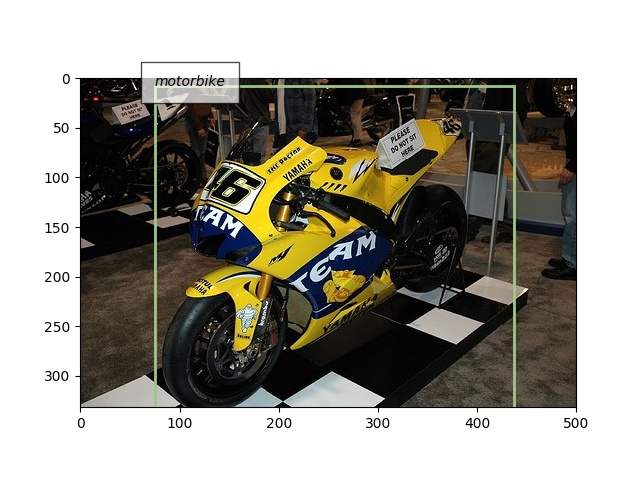 motorbike
0
50
100
150
200
250
300
0
100
200
300
400
500
PLEASE
DO NOT SIT
HERE
PLEASE
DO NOT SIT
HERE
46
THE DOCTOR
YAMAHA
46
TEAM
TEAM
YAMAHA